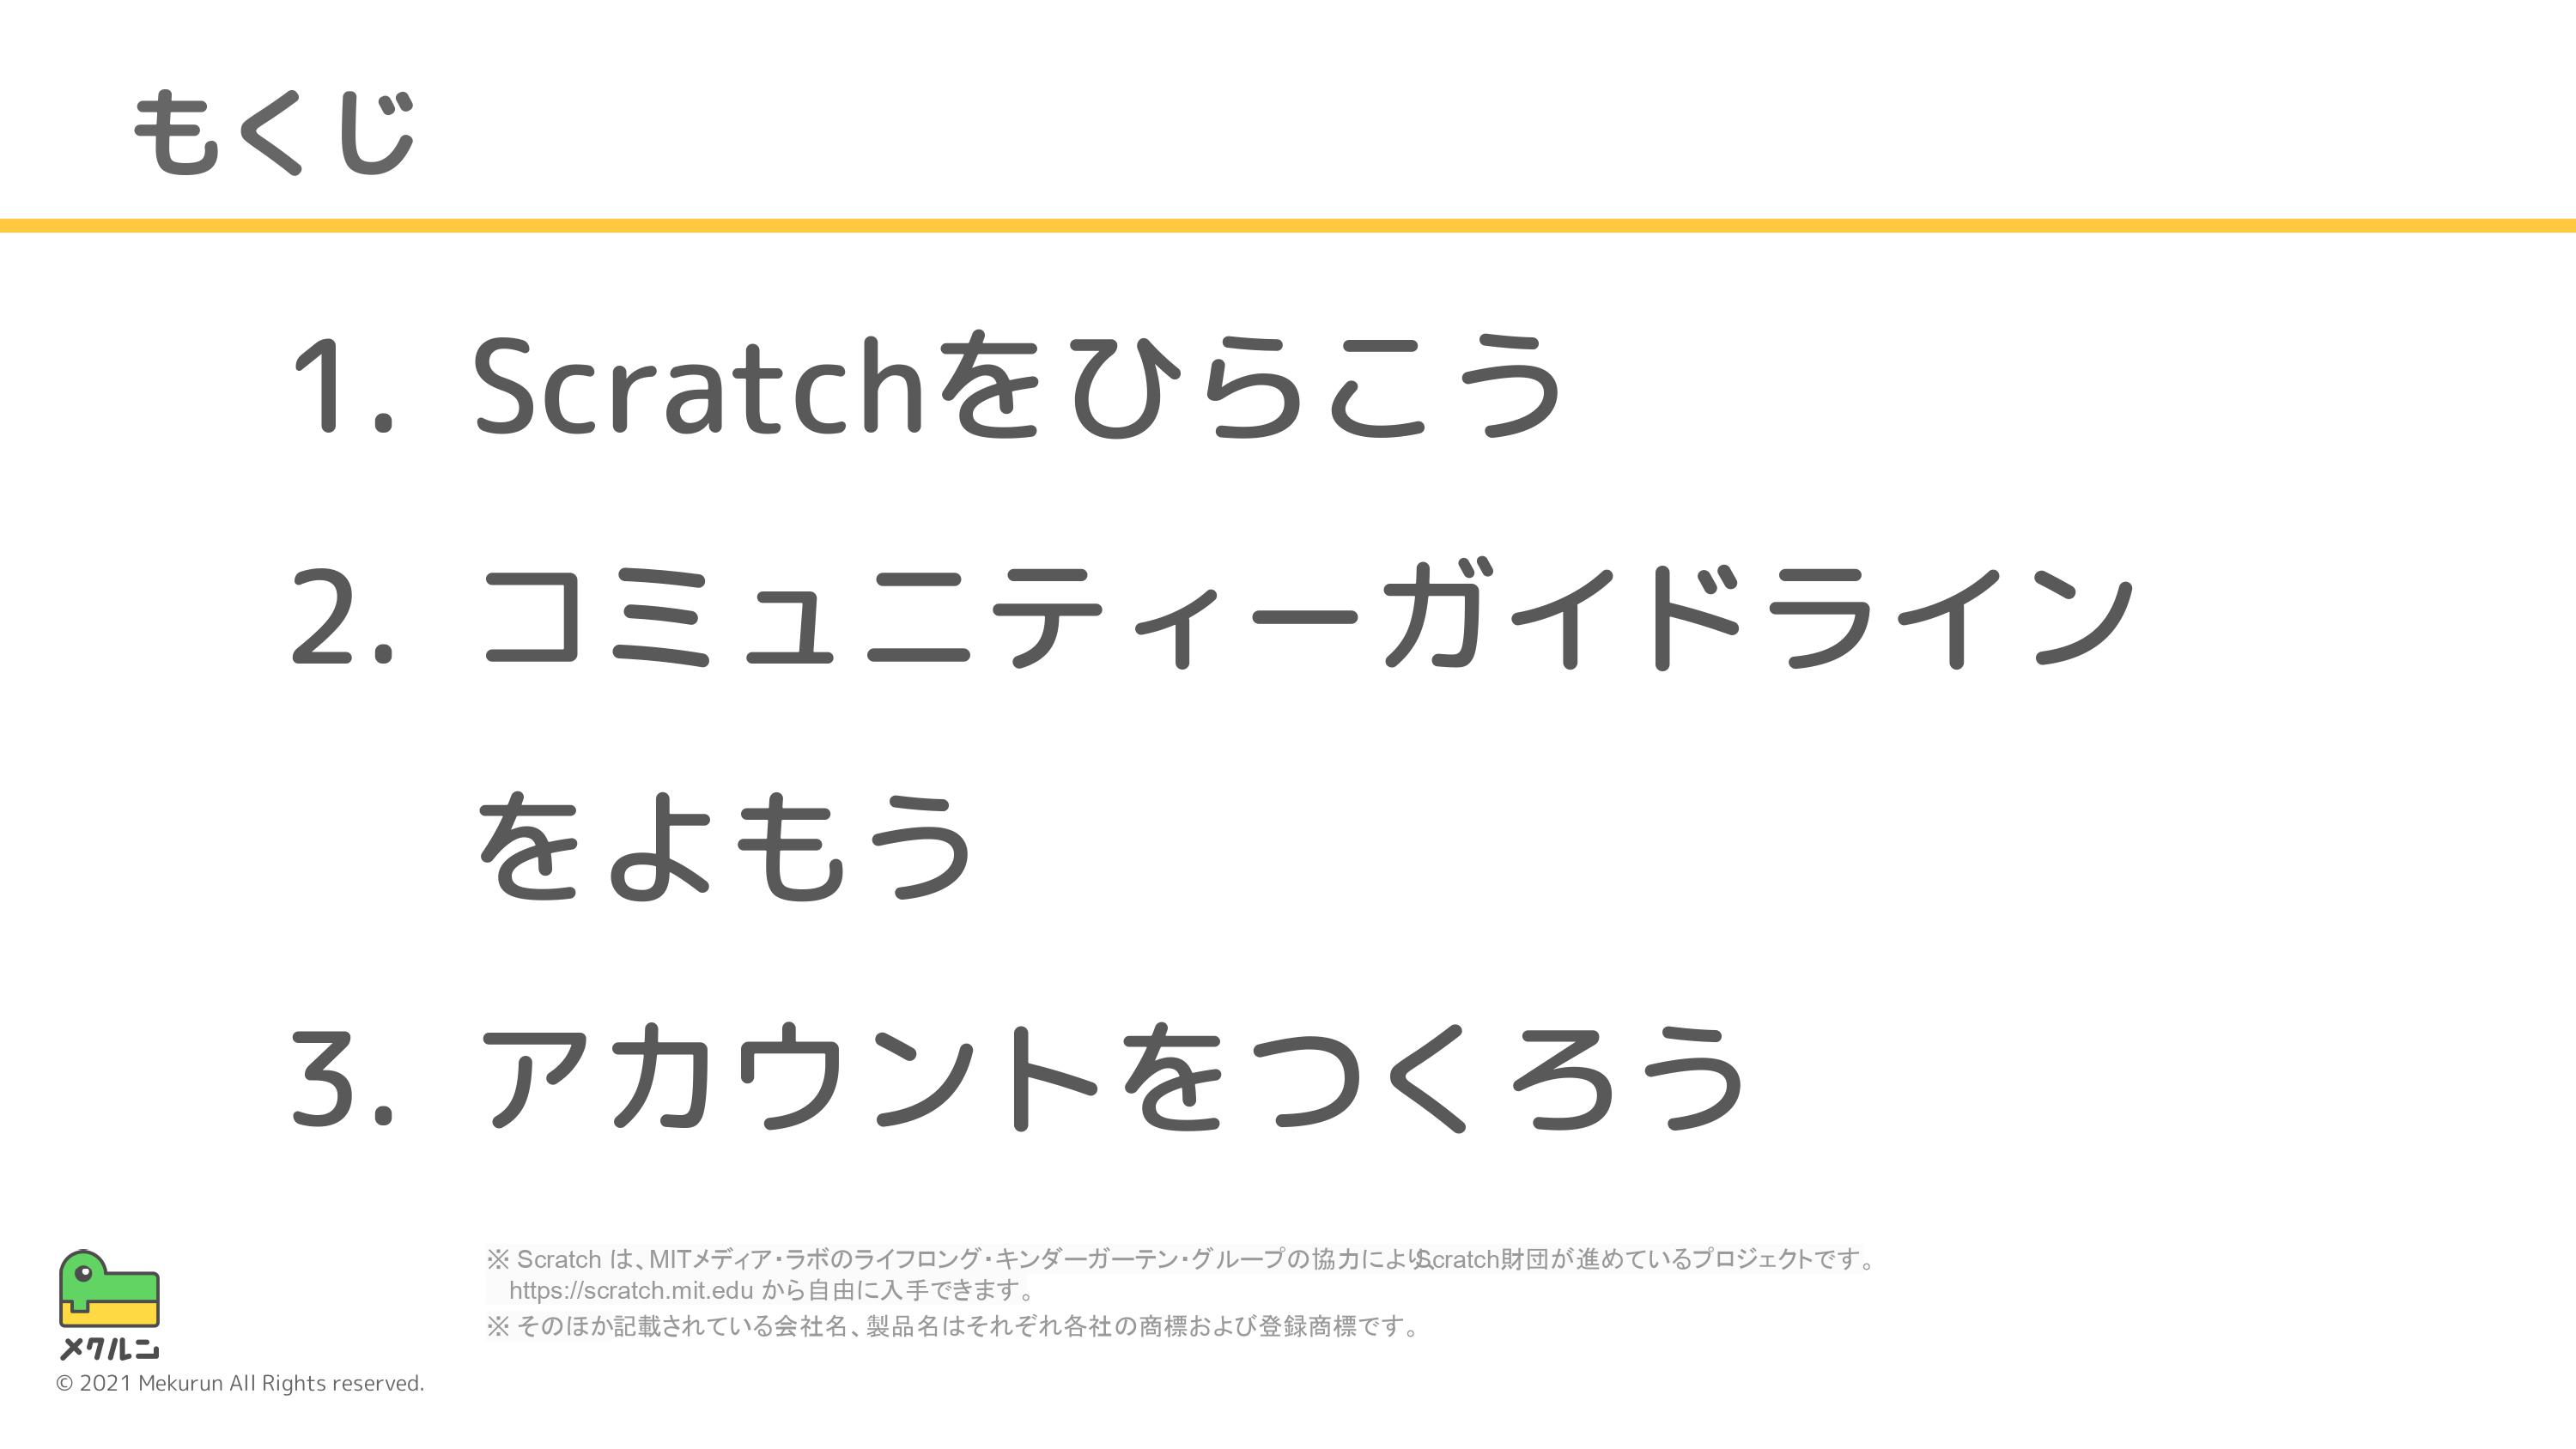 もくじ
1. Scratchをひらこう
2. コミュニティーガイドライン
をよもう
3. アカウントをつくろう
※ Scratch は、MITメディア・ラボのライフロング・キンダーガーテン・グループの協力により、Scratch財団が進めているプロジェクトです。
https://scratch.mit.edu から自由に入手できます。
※ そのほか記載されている会社名、製品名はそれぞれ各社の商標および登録商標です。
メクルン
© 2021 Mekurun All Rights reserved.